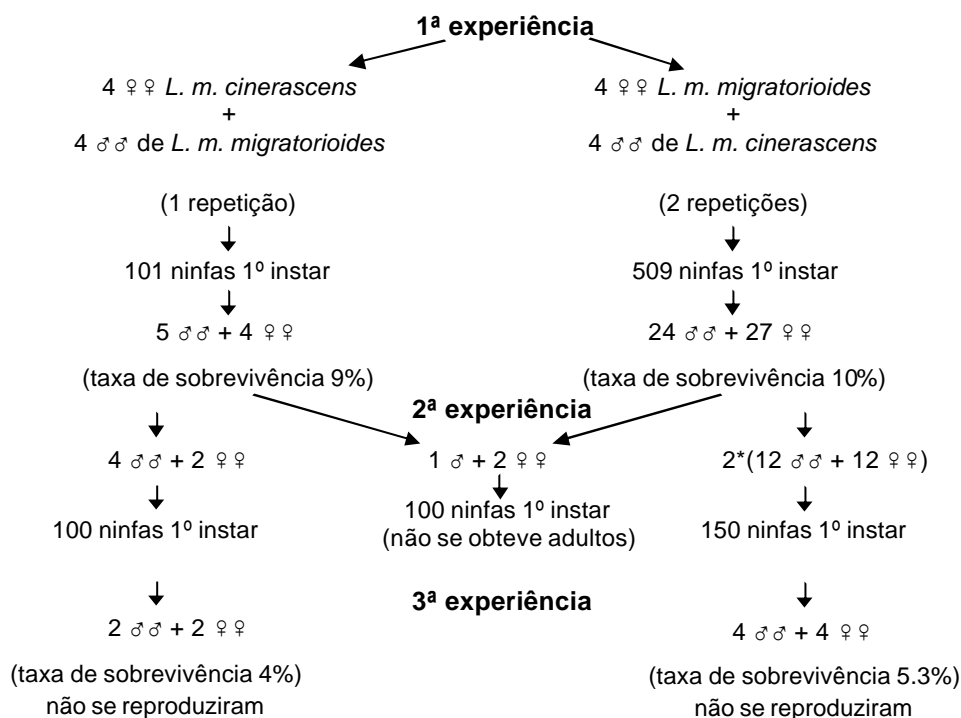 1ª experiência
4 ♀♀ L. m. cinerascens
+
4 ♂♂ de L. m. migratorioides
4 ♀♀ L. m. migratorioides
+
4 ♂♂ de L. m. cinerascens
(1 repetição)
(2 repetições)
101 ninfas 1º instar
509 ninfas 1º instar
5 ♂♂ + 4 ♀♀
24 ♂♂ + 27 ♀♀
(taxa de sobrevivência 9%)
(taxa de sobrevivência 10%)
2ª experiência
4 ♂♂ + 2 ♀♀
1 ♂ + 2 ♀♀
2*(12 ♂♂ + 12 ♀♀)
100 ninfas 1º instar
100 ninfas 1º instar
(não se obteve adultos)
150 ninfas 1º instar
3ª experiência
2 ♂♂ + 2 ♀♀
4 ♂♂ + 4 ♀♀
(taxa de sobrevivência 4%)
não se reproduziram
(taxa de sobrevivência 5.3%)
não se reproduziram